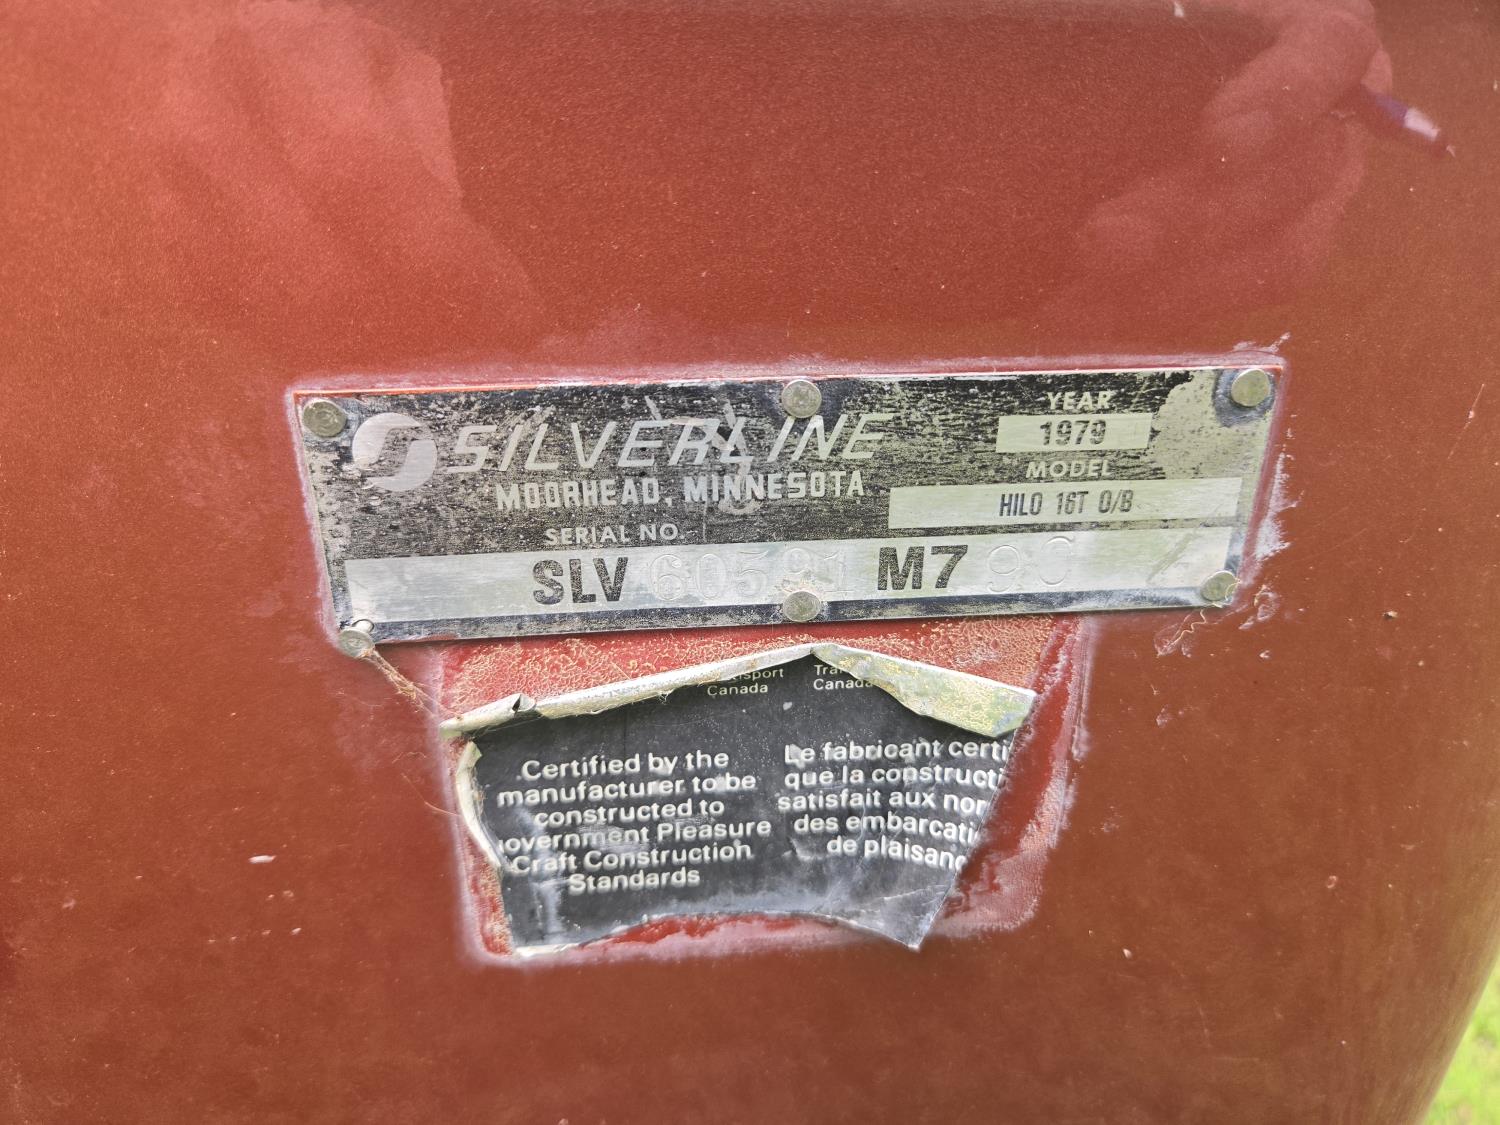 SILVERLINE
MOORHEAD, MINNESOTA
YEAR
1979
MODEL
HILO 16T O/B
SERIAL NO.
SLV 60591 M79C
Canada
Certified by the
manufacturer to be
constructed to
Pleasure
Craft Construction
Standards
Canada
Le fabricant certi
que la constructi
satisfait aux nor
des embarcati
de plaisanc